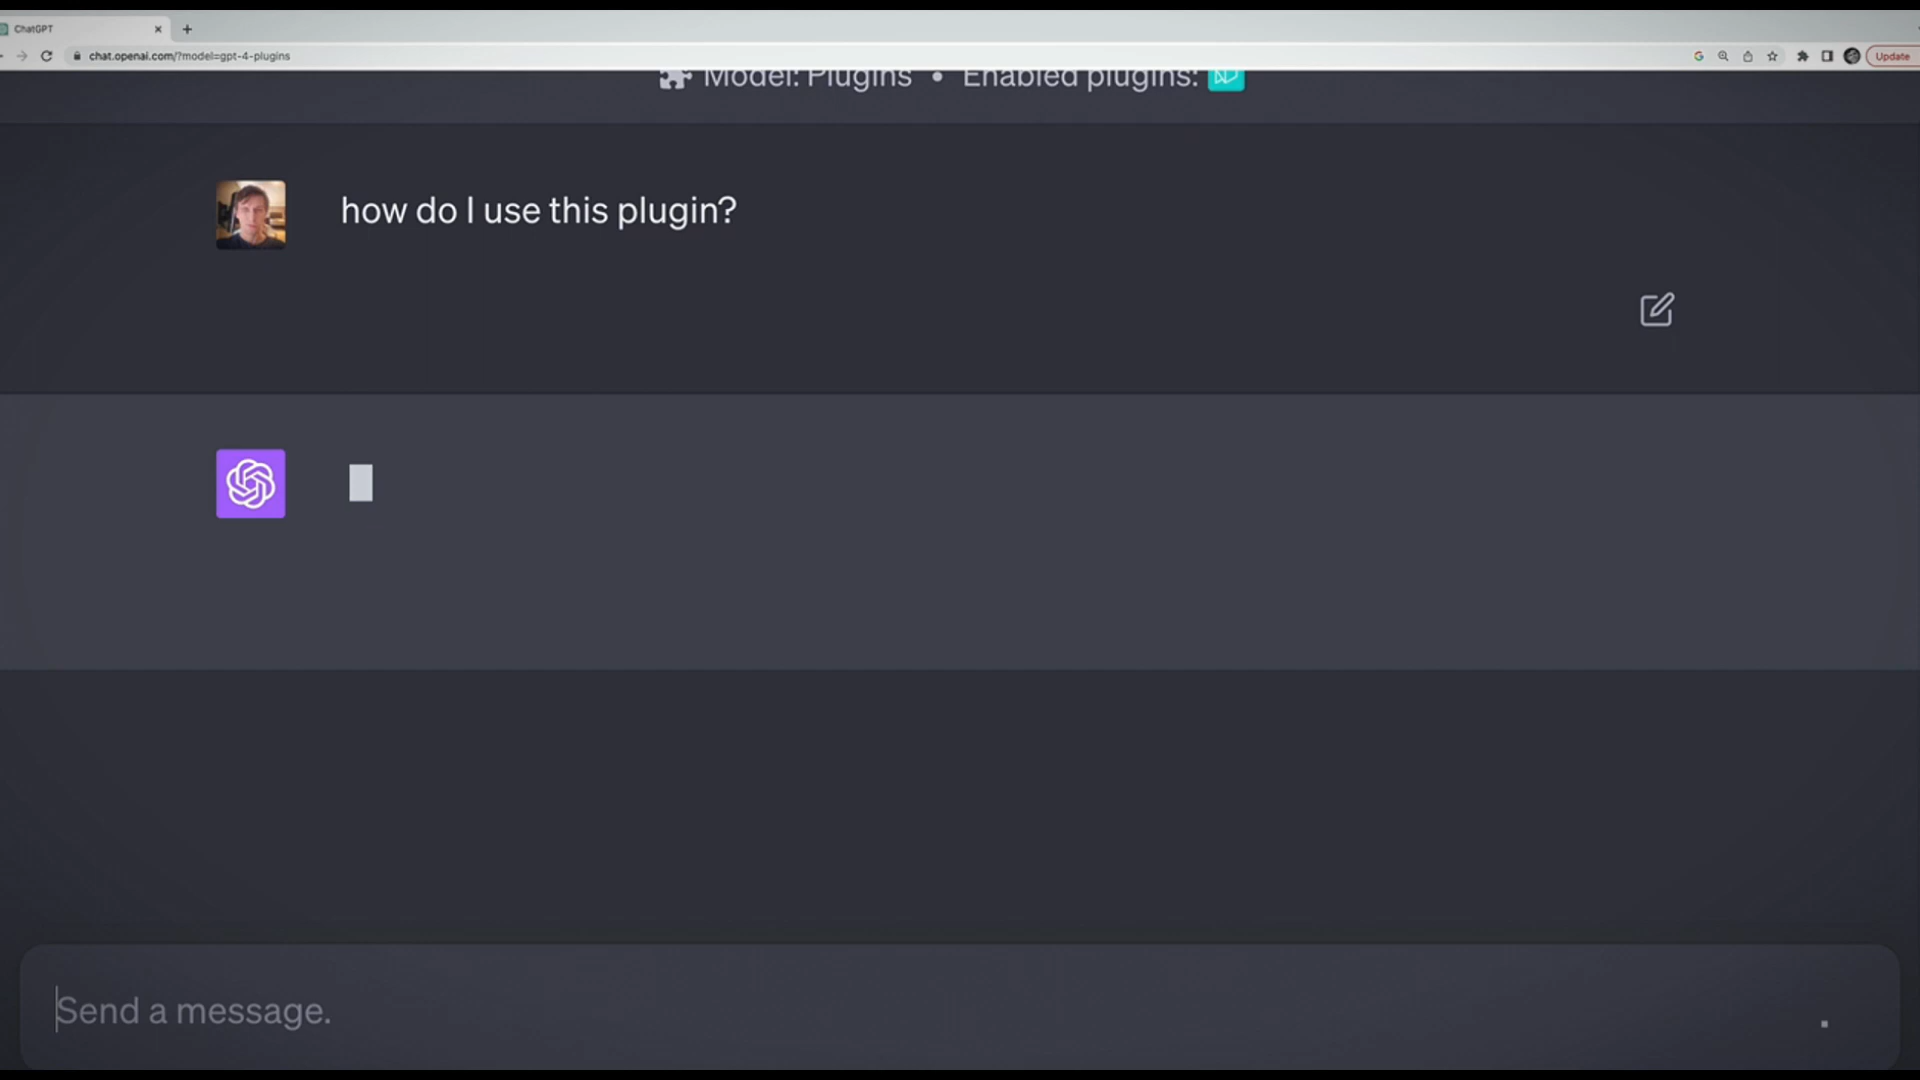 ChatGPT
chat.openai.com/?model=gpt-4-plugins
Update
Model: Plugins • Enabled plugins:
how do I use this plugin?
Send a message.